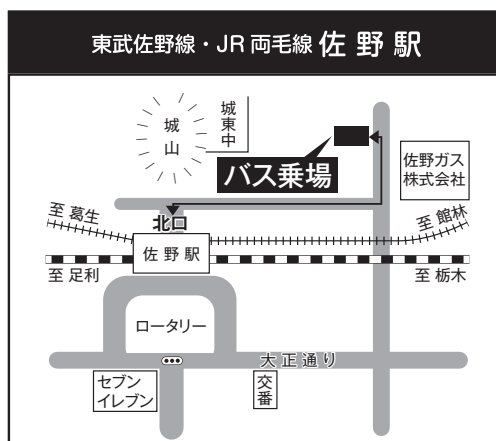 東武佐野線・JR両毛線 佐野駅
城山
城東中
バス乗場
佐野ガス
株式会社
至 葛生
北口
至 館林
佐野駅
至 足利
至 栃木
ロータリー
大正通り
セブン
イレブン
交番